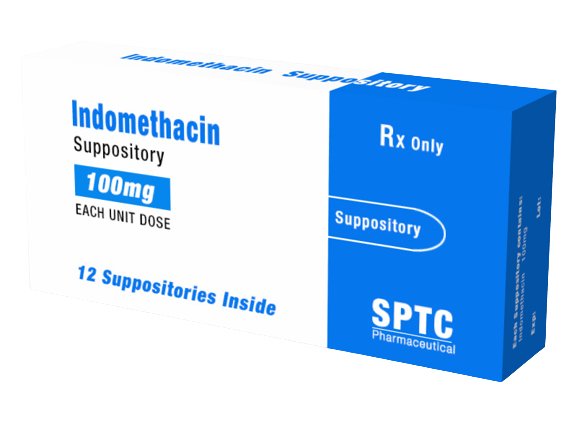 Indomethacin Suppository
Indomethacin
Suppository
100mg
EACH UNIT DOSE
12 Suppositories Inside
Rx Only
Suppository
SPTC
Pharmaceutical
Each Suppository contains:
Indomethacin 100mg
Exp: Lot: